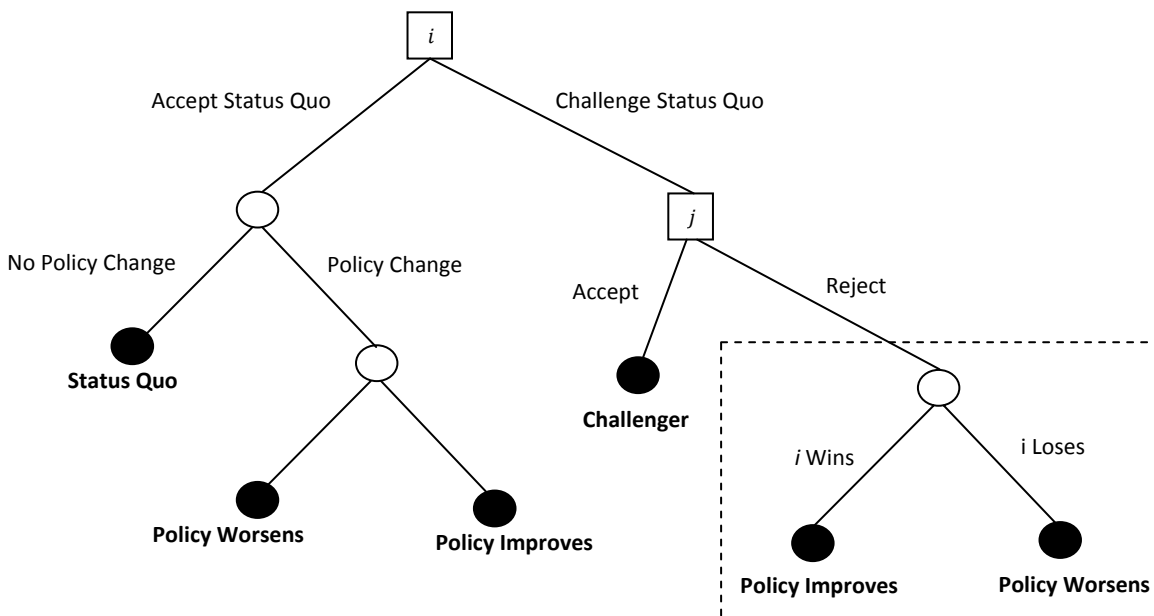 i
Accept Status Quo
Challenge Status Quo
j
No Policy Change
Policy Change
Accept
Reject
Status Quo
Challenger
i Wins
i Loses
Policy Worsens
Policy Improves
Policy Improves
Policy Worsens